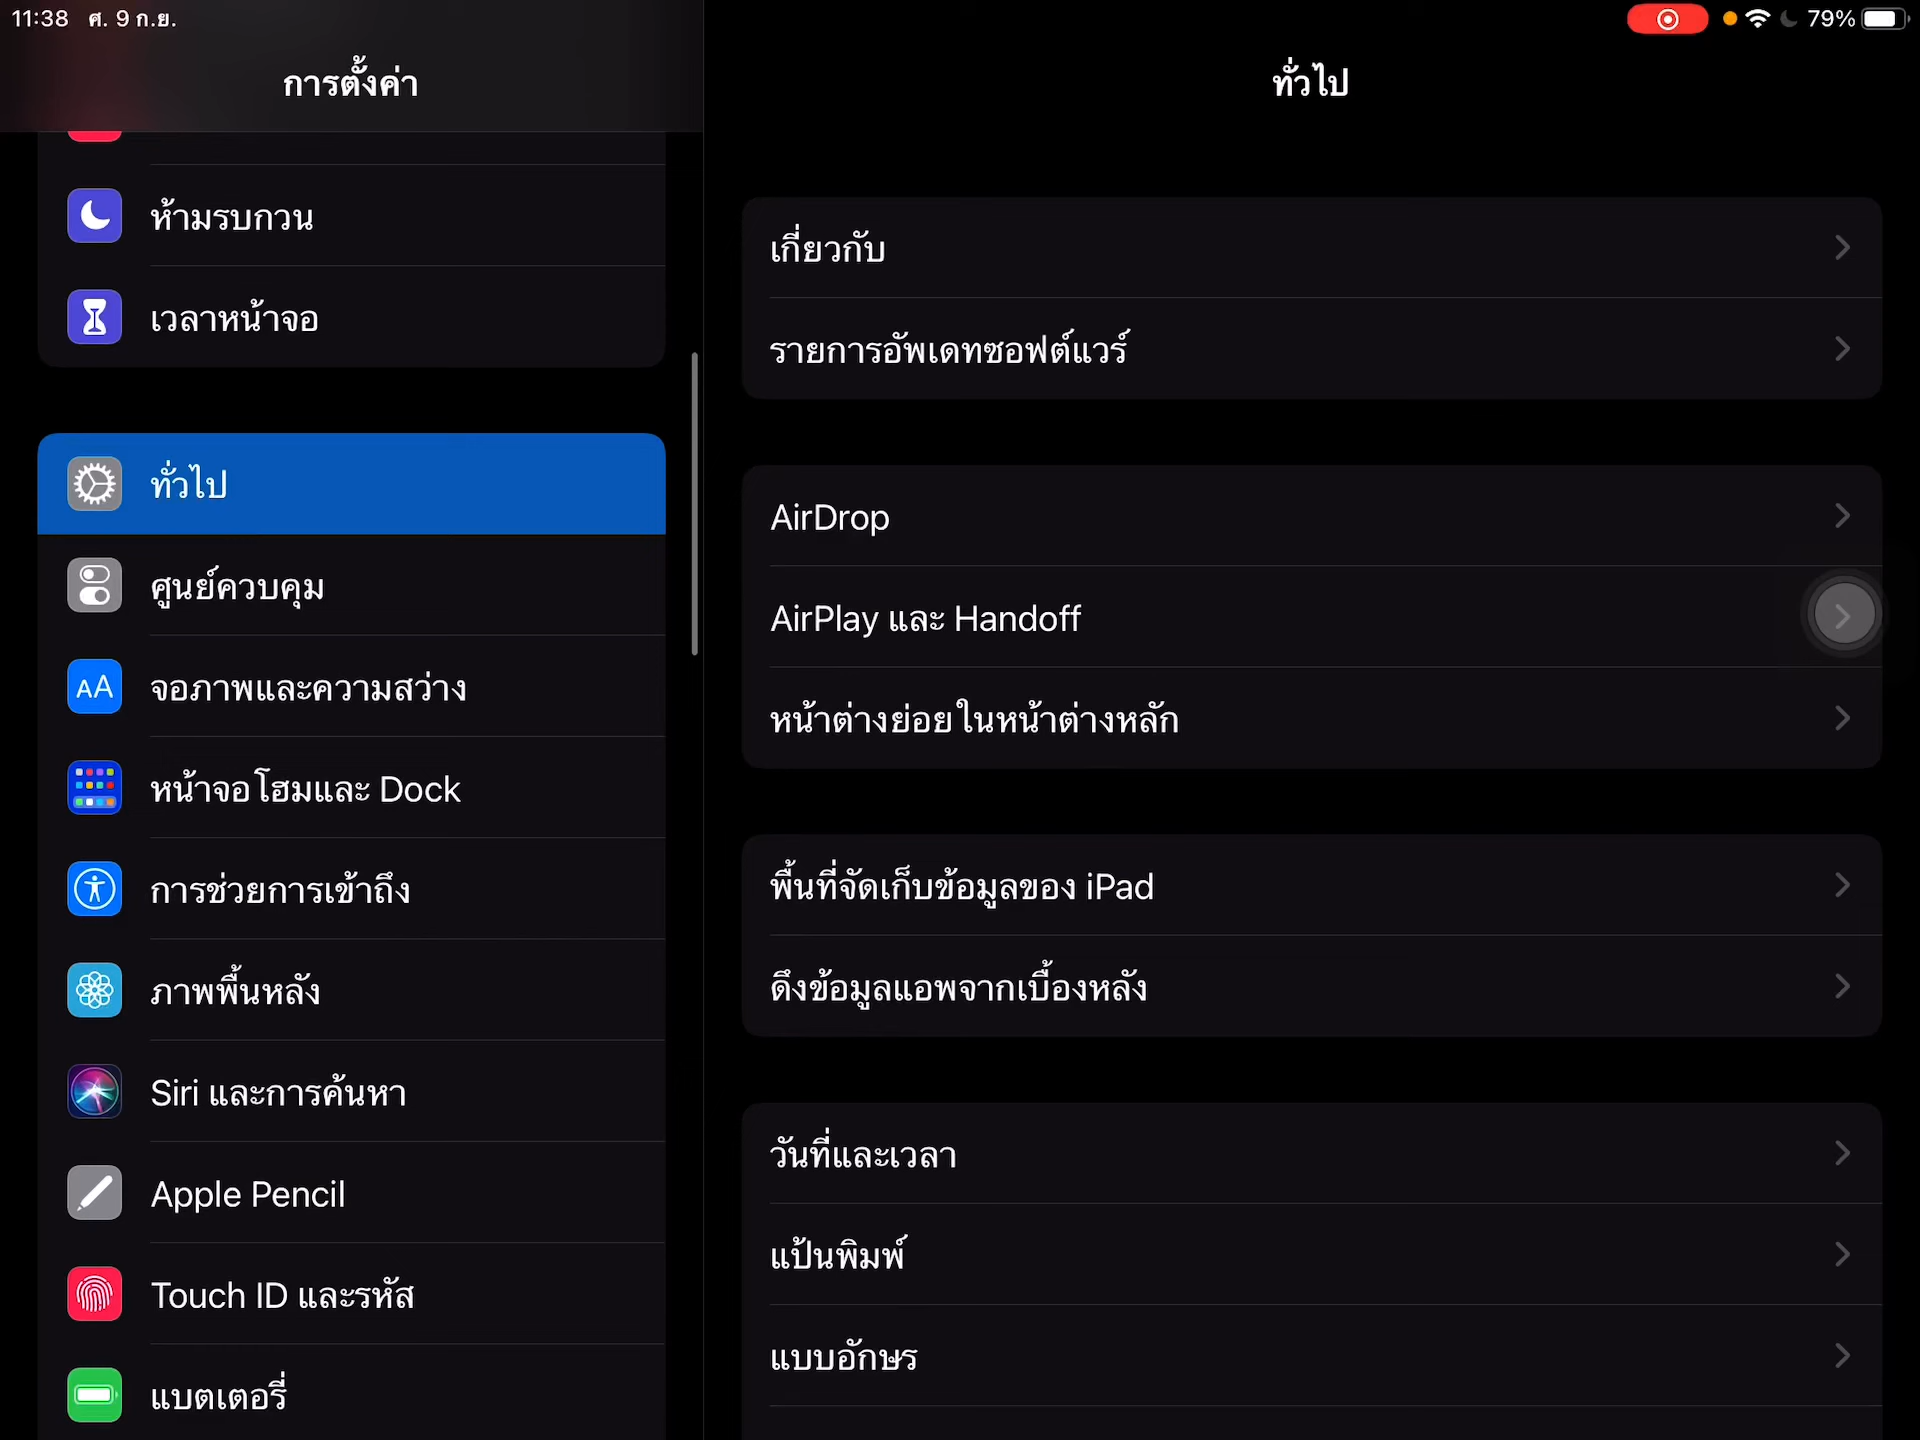 11:38 ศ. 9 ก.ย.
79%
การตั้งค่า
ห้ามรบกวน
เวลาหน้าจอ
ทั่วไป
ศูนย์ควบคุม
จอภาพและความสว่าง
หน้าจอโฮมและ Dock
การช่วยการเข้าถึง
ภาพพื้นหลัง
Siri และการค้นหา
Apple Pencil
Touch ID และรหัส
แบตเตอรี่
ทั่วไป
เกี่ยวกับ
รายการอัพเดทซอฟต์แวร์
AirDrop
AirPlay และ Handoff
หน้าต่างย่อยในหน้าต่างหลัก
พื้นที่จัดเก็บข้อมูลของ iPad
ดึงข้อมูลแอพจากเบื้องหลัง
วันที่และเวลา
แป้นพิมพ์
แบบอักษร